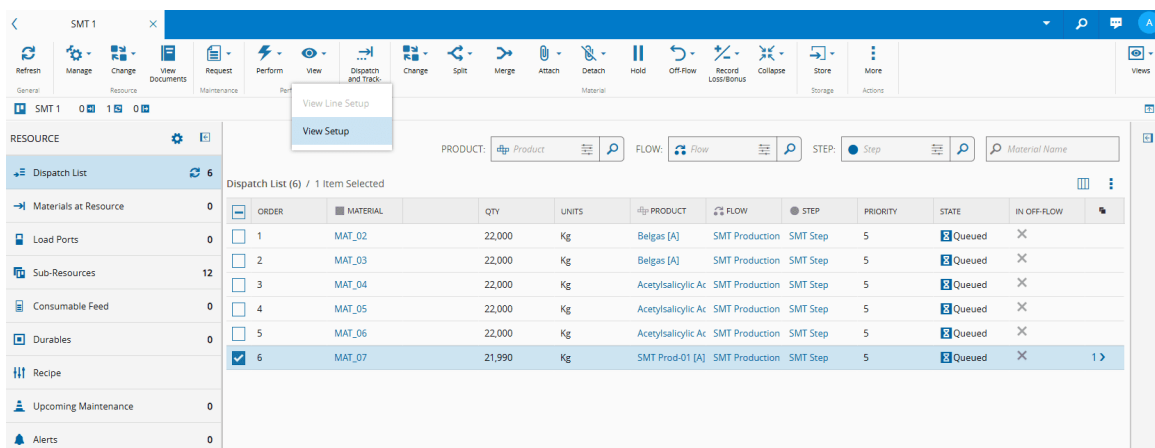 SMT 1
A
Refresh
Manage
Change
View Documents
Request
Perform
View
Dispatch and Track-
Change
Split
Merge
Attach
Detach
Hold
Off-Flow
Record Loss/Bonus
Collapse
Store
More
Views
General
Resource
Maintenance
Material
Storage
Actions
SMT 1 0 1 0
View Line Setup
View Setup
RESOURCE
PRODUCT: Product FLOW: Flow STEP: Step Material Name
Dispatch List 6
Dispatch List (6) / 1 Item Selected
Materials at Resource 0
Load Ports 0
Sub-Resources 12
Consumable Feed 0
Durables 0
Recipe
Upcoming Maintenance 0
Alerts 0
ORDER MATERIAL QTY UNITS PRODUCT FLOW STEP PRIORITY STATE IN OFF-FLOW
1 MAT_02 22,000 Kg Belgas [A] SMT Production SMT Step 5 Queued
2 MAT_03 22,000 Kg Belgas [A] SMT Production SMT Step 5 Queued
3 MAT_04 22,000 Kg Acetylsalicylic Ac SMT Production SMT Step 5 Queued
4 MAT_05 22,000 Kg Acetylsalicylic Ac SMT Production SMT Step 5 Queued
5 MAT_06 22,000 Kg Acetylsalicylic Ac SMT Production SMT Step 5 Queued
6 MAT_07 21,990 Kg SMT Prod-01 [A] SMT Production SMT Step 5 Queued 1